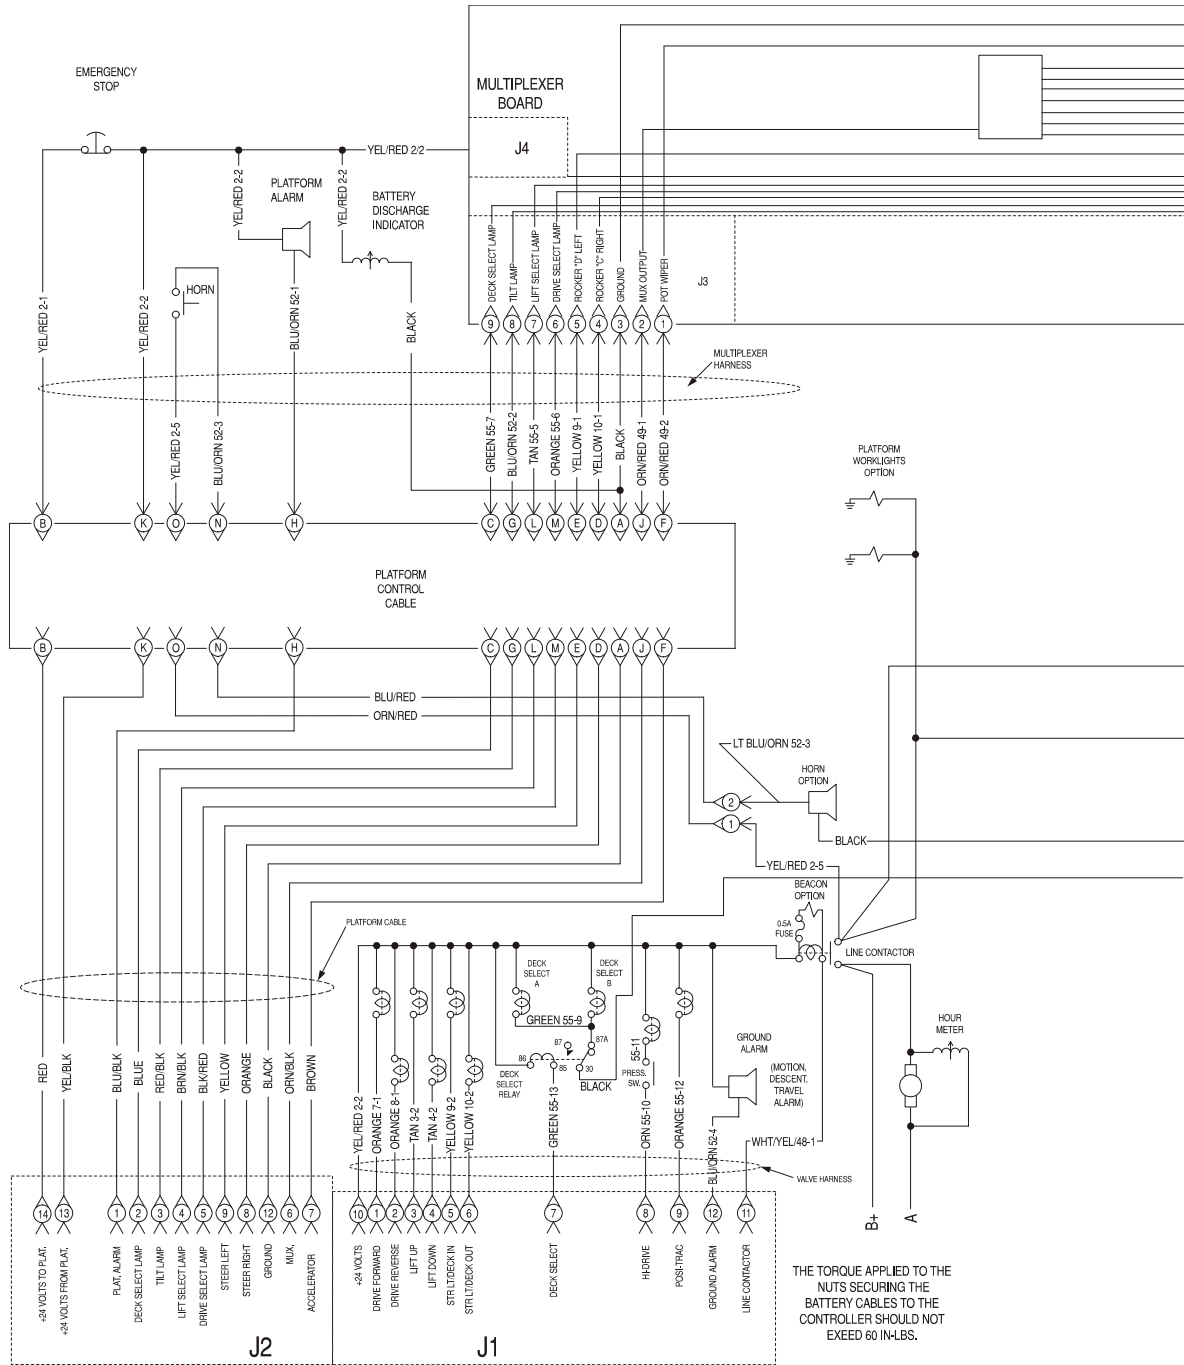 EMERGENCY
STOP
MULTIPLEXER
BOARD
J4
YEL/RED 2/2
PLATFORM
ALARM
BATTERY
DISCHARGE
INDICATOR
YEL/RED 2-2
YEL/RED 2-2
J3
DECK SELECT LAMP
TILT LAMP
LIFT SELECT LAMP
DRIVE SELECT LAMP
ROCKER "D" LEFT
ROCKER "C" RIGHT
GROUND
MUX OUTPUT
POT WIPER
9
8
7
6
5
4
3
2
1
HORN
YEL/RED 2-1
YEL/RED 2-2
BLU/ORN 52-1
BLACK
MULTIPLEXER
HARNESS
YEL/RED 2-5
BLU/ORN 52-3
GREEN 55-7
BLU/ORN 52-2
TAN 55-5
ORANGE 55-6
YELLOW 9-1
YELLOW 10-1
BLACK
ORN/RED 49-1
ORN/RED 49-2
PLATFORM
WORKLIGHTS
OPTION
B
K
O
N
H
C
G
L
M
E
D
A
J
F
PLATFORM
CONTROL
CABLE
B
K
O
N
H
C
G
L
M
E
D
A
J
F
BLU/RED
ORN/RED
LT BLU/ORN 52-3
HORN
OPTION
2
1
BLACK
YEL/RED 2-5
BEACON
OPTION
0.5A
FUSE
LINE CONTACTOR
PLATFORM CABLE
DECK
SELECT
A
DECK
SELECT
B
GREEN 55-9
87
87A
86
85
30
DECK
SELECT
RELAY
BLACK
55-11
PRESS.
SW.
GROUND
ALARM
(MOTION,
DESCENT,
TRAVEL
ALARM)
HOUR
METER
RED
YEL/BLK
BLU/BLK
BLUE
RED/BLK
BRN/BLK
BLK/RED
YELLOW
ORANGE
BLACK
ORN/BLK
BROWN
YEL/RED 2-2
ORANGE 7-1
ORANGE 8-1
TAN 3-2
TAN 4-2
YELLOW 9-2
YELLOW 10-2
GREEN 55-13
ORN 55-10
ORANGE 55-12
BLU/ORN 52-4
WHT/YEL/48-1
VALVE HARNESS
14
13
1
2
3
4
5
9
8
12
6
7
10
1
2
3
4
5
6
7
8
9
12
11
B+
A
+24 VOLTS TO PLAT.
+24 VOLTS FROM PLAT.
PLAT. ALARM
DECK SELECT LAMP
TILT LAMP
LIFT SELECT LAMP
DRIVE SELECT LAMP
STEER LEFT
STEER RIGHT
GROUND
MUX.
ACCELERATOR
+24 VOLTS
DRIVE FORWARD
DRIVE REVERSE
LIFT UP
LIFT DOWN
STR LT/DECK IN
STR LT/DECK OUT
DECK SELECT
HI-DRIVE
POSI-TRAC
GROUND ALARM
LINE CONTACTOR
J2
J1
THE TORQUE APPLIED TO THE
NUTS SECURING THE
BATTERY CABLES TO THE
CONTROLLER SHOULD NOT
EXEED 60 IN-LBS.